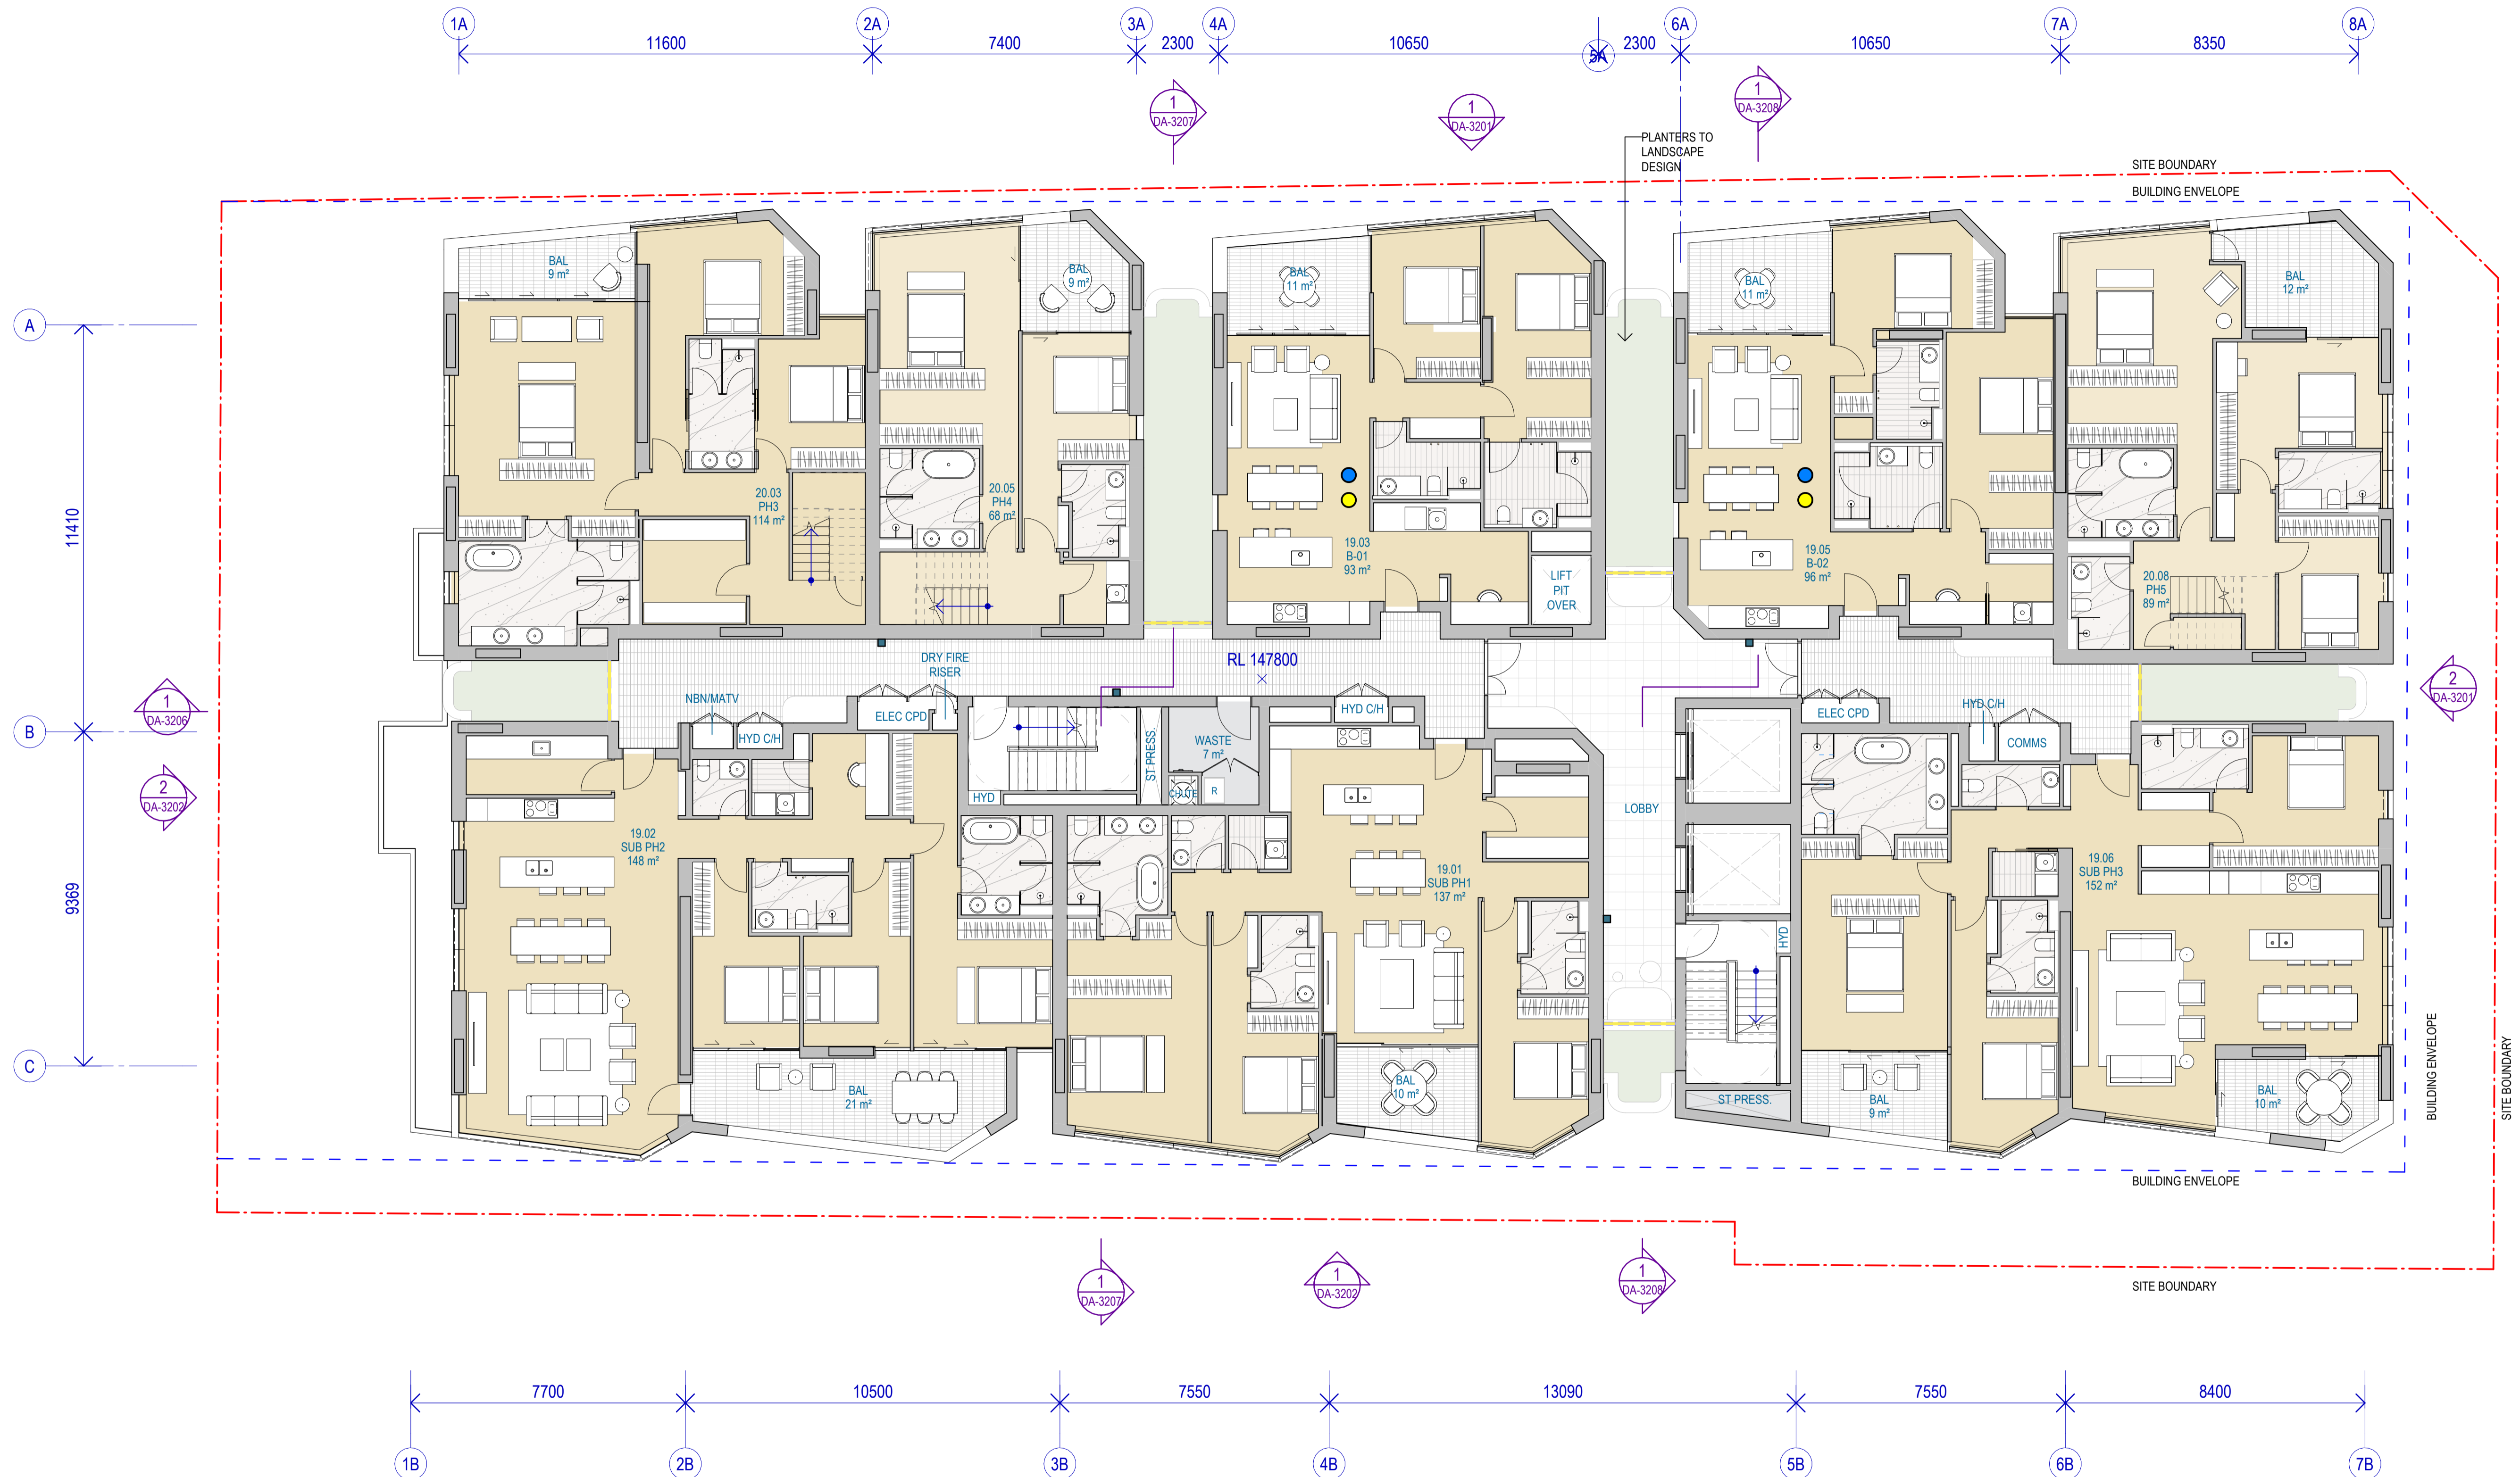 1A
2A
3A
4A
5A
6A
7A
8A
11600
7400
2300
10650
2300
10650
8350
1
DA-3207
1
DA-3201
1
DA-3208
PLANTERS TO
LANDSCAPE
DESIGN
SITE BOUNDARY
BUILDING ENVELOPE
BAL
9 m²
BAL
9 m²
BAL
11 m²
BAL
11 m²
BAL
12 m²
A
11410
20.03
PH3
114 m²
20.05
PH4
68 m²
19.03
B-01
93 m²
LIFT
PIT
OVER
19.05
B-02
96 m²
20.08
PH5
89 m²
DRY FIRE
RISER
RL 147800
1
DA-3206
NBN/MATV
ELEC CPD
HYD C/H
HYD C/H
ELEC CPD
HYD C/H
COMMS
2
DA-3201
B
WASTE
7 m²
ST PRESS.
HYD
CHUTE
R
LOBBY
2
DA-3202
19.02
SUB PH2
148 m²
19.01
SUB PH1
137 m²
19.06
SUB PH3
152 m²
9369
HYD
C
BAL
21 m²
BAL
10 m²
ST PRESS.
BAL
9 m²
BAL
10 m²
BUILDING ENVELOPE
SITE BOUNDARY
BUILDING ENVELOPE
SITE BOUNDARY
1
DA-3207
1
DA-3202
1
DA-3208
7700
10500
7550
13090
7550
8400
1B
2B
3B
4B
5B
6B
7B